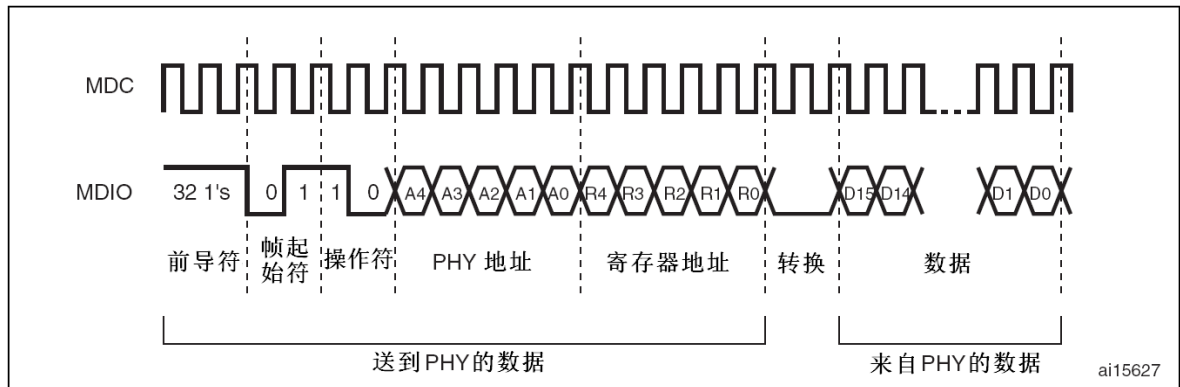 MDC
MDIO 32 1's 0 1 1 0 A4 A3 A2 A1 A0 R4 R3 R2 R1 R0 D15 D14 D1 D0
前导符 帧起始符 操作符 PHY 地址 寄存器地址 转换 数据
送到PHY的数据 来自PHY的数据
ai15627